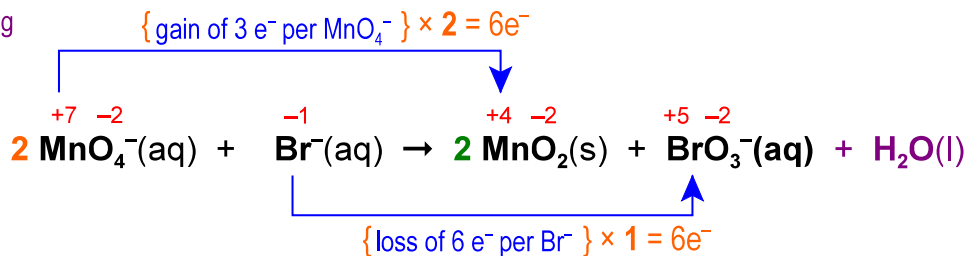 g
{ gain of 3 e⁻ per MnO₄⁻ } × 2 = 6e⁻
+7 −2 −1 +4 −2 +5 −2
2 MnO₄⁻(aq) + Br⁻(aq) → 2 MnO₂(s) + BrO₃⁻(aq) + H₂O(l)
{ loss of 6 e⁻ per Br⁻ } × 1 = 6e⁻